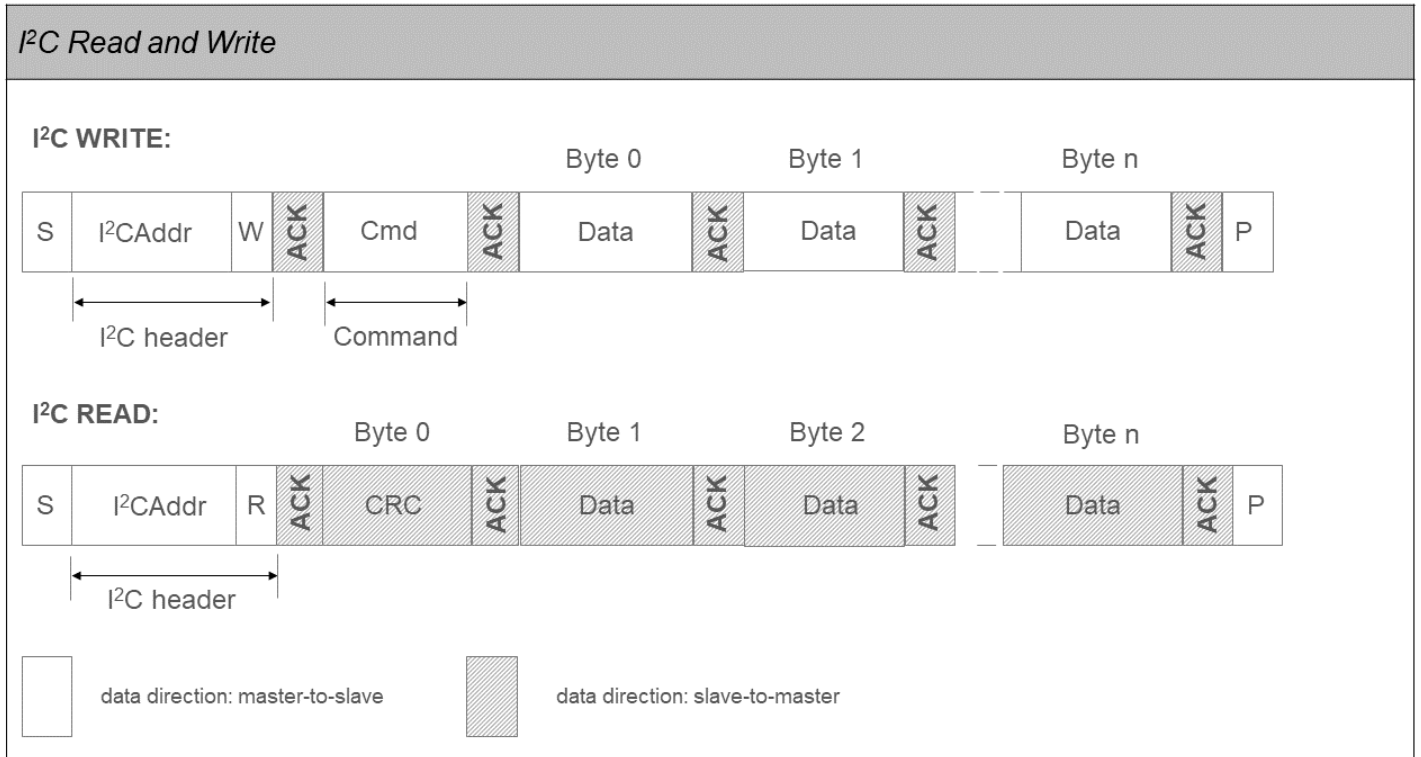 I²C Read and Write
I²C WRITE:
Byte 0 Byte 1 Byte n
S I²CAddr W ACK Cmd ACK Data ACK Data ACK Data ACK P
I²C header Command
I²C READ:
Byte 0 Byte 1 Byte 2 Byte n
S I²CAddr R ACK CRC ACK Data ACK Data ACK Data ACK P
I²C header
data direction: master-to-slave data direction: slave-to-master